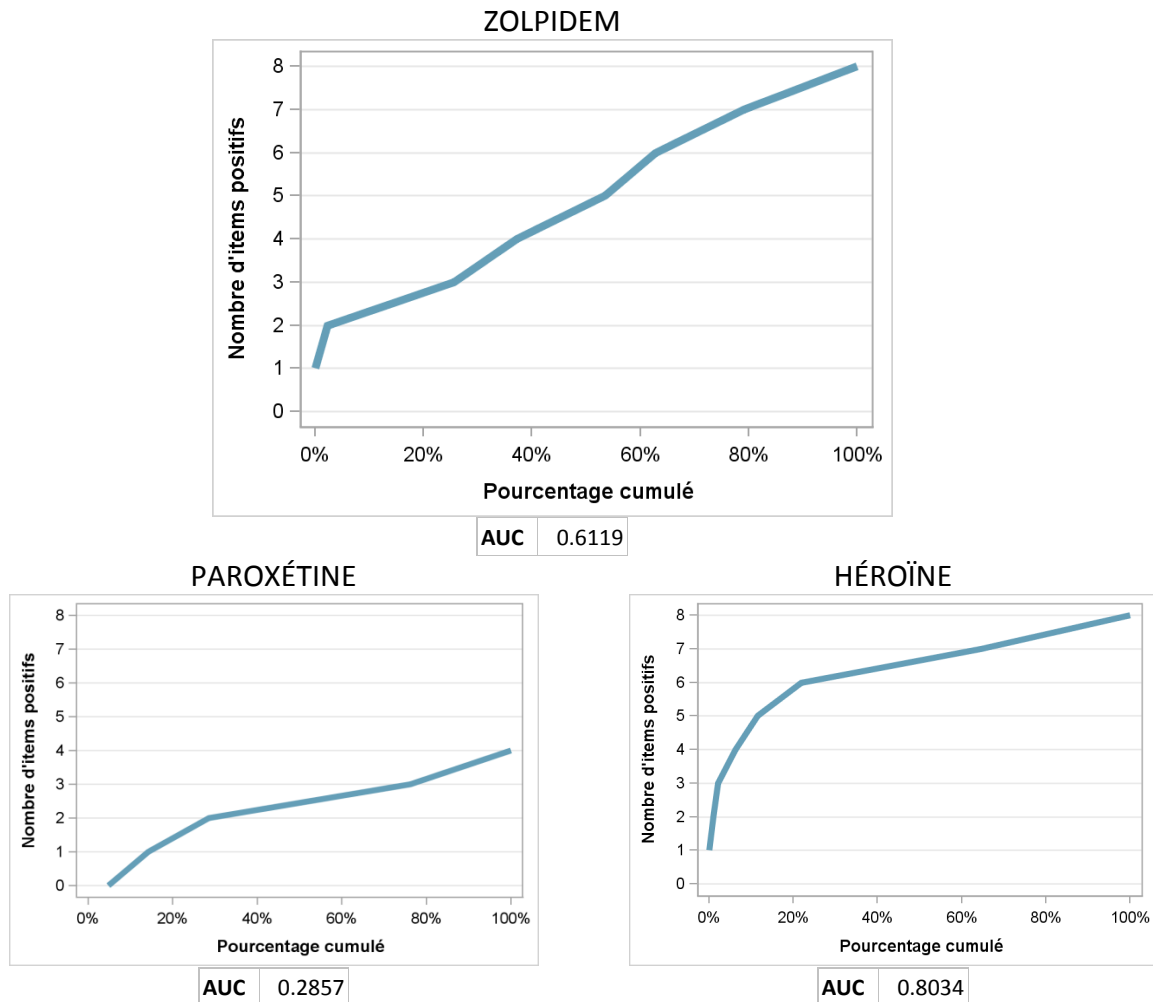 ZOLPIDEM
Nombre d'items positifs
8
7
6
5
4
3
2
1
0
0% 20% 40% 60% 80% 100%
Pourcentage cumulé
AUC 0.6119
PAROXÉTINE
Nombre d'items positifs
8
7
6
5
4
3
2
1
0
0% 20% 40% 60% 80% 100%
Pourcentage cumulé
AUC 0.2857
HÉROÏNE
Nombre d'items positifs
8
7
6
5
4
3
2
1
0
0% 20% 40% 60% 80% 100%
Pourcentage cumulé
AUC 0.8034